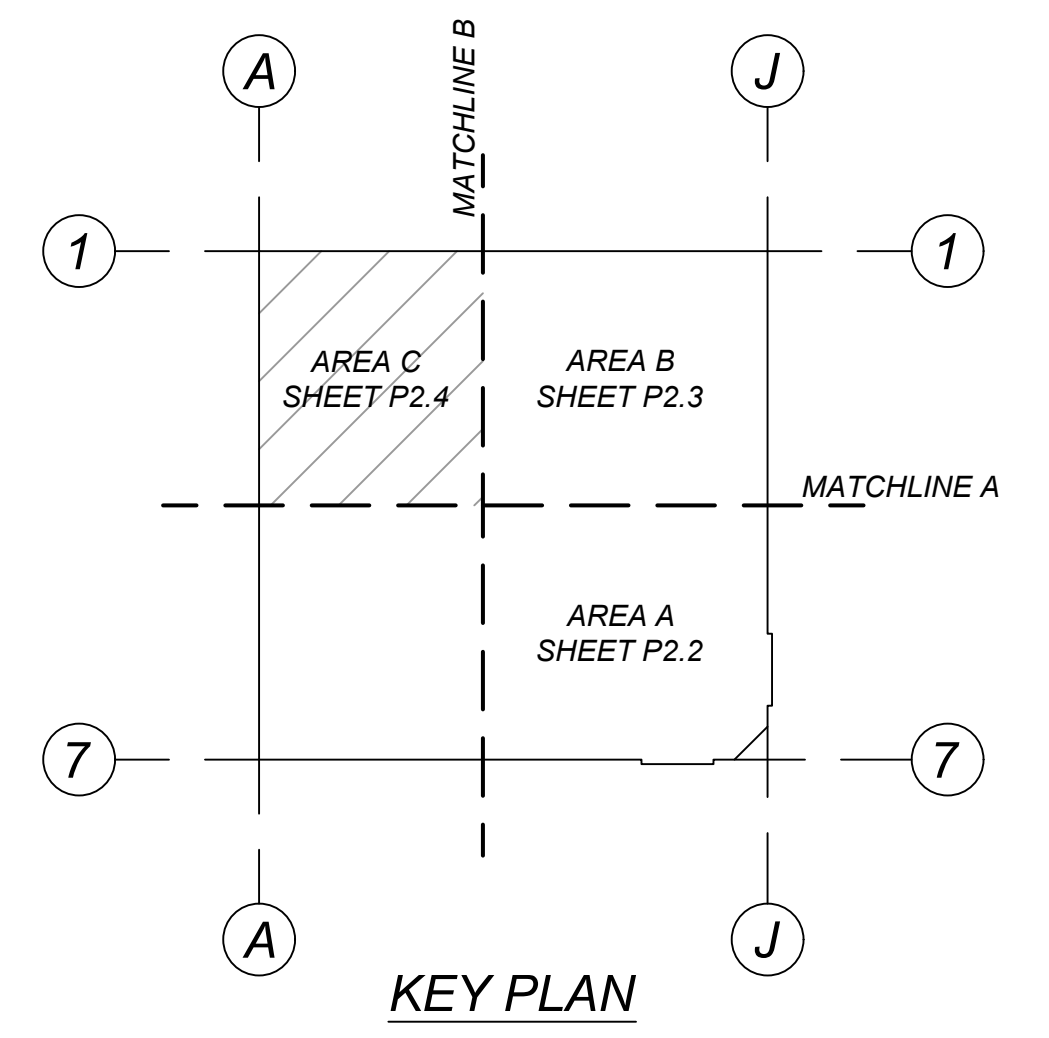 MATCHLINE B
A
J
1
1
AREA C
SHEET P2.4
AREA B
SHEET P2.3
MATCHLINE A
AREA A
SHEET P2.2
7
7
A
J
KEY PLAN